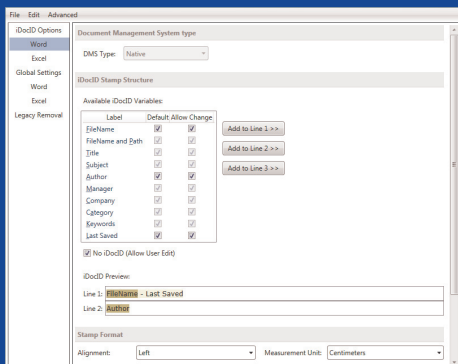 File Edit Advanced
iDocID Options
Word
Excel
Global Settings
Word
Excel
Legacy Removal
Document Management System type
DMS Type: Native
iDocID Stamp Structure
Available iDocID Variables:
Label Default Allow Change
FileName
FileName and Path
Title
Subject
Author
Manager
Company
Category
Keywords
Last Saved
Add to Line 1 >>
Add to Line 2 >>
Add to Line 3 >>
No iDocID (Allow User Edit)
iDocID Preview:
Line 1: FileName - Last Saved
Line 2: Author
Stamp Format
Alignment: Left Measurement Unit: Centimeters